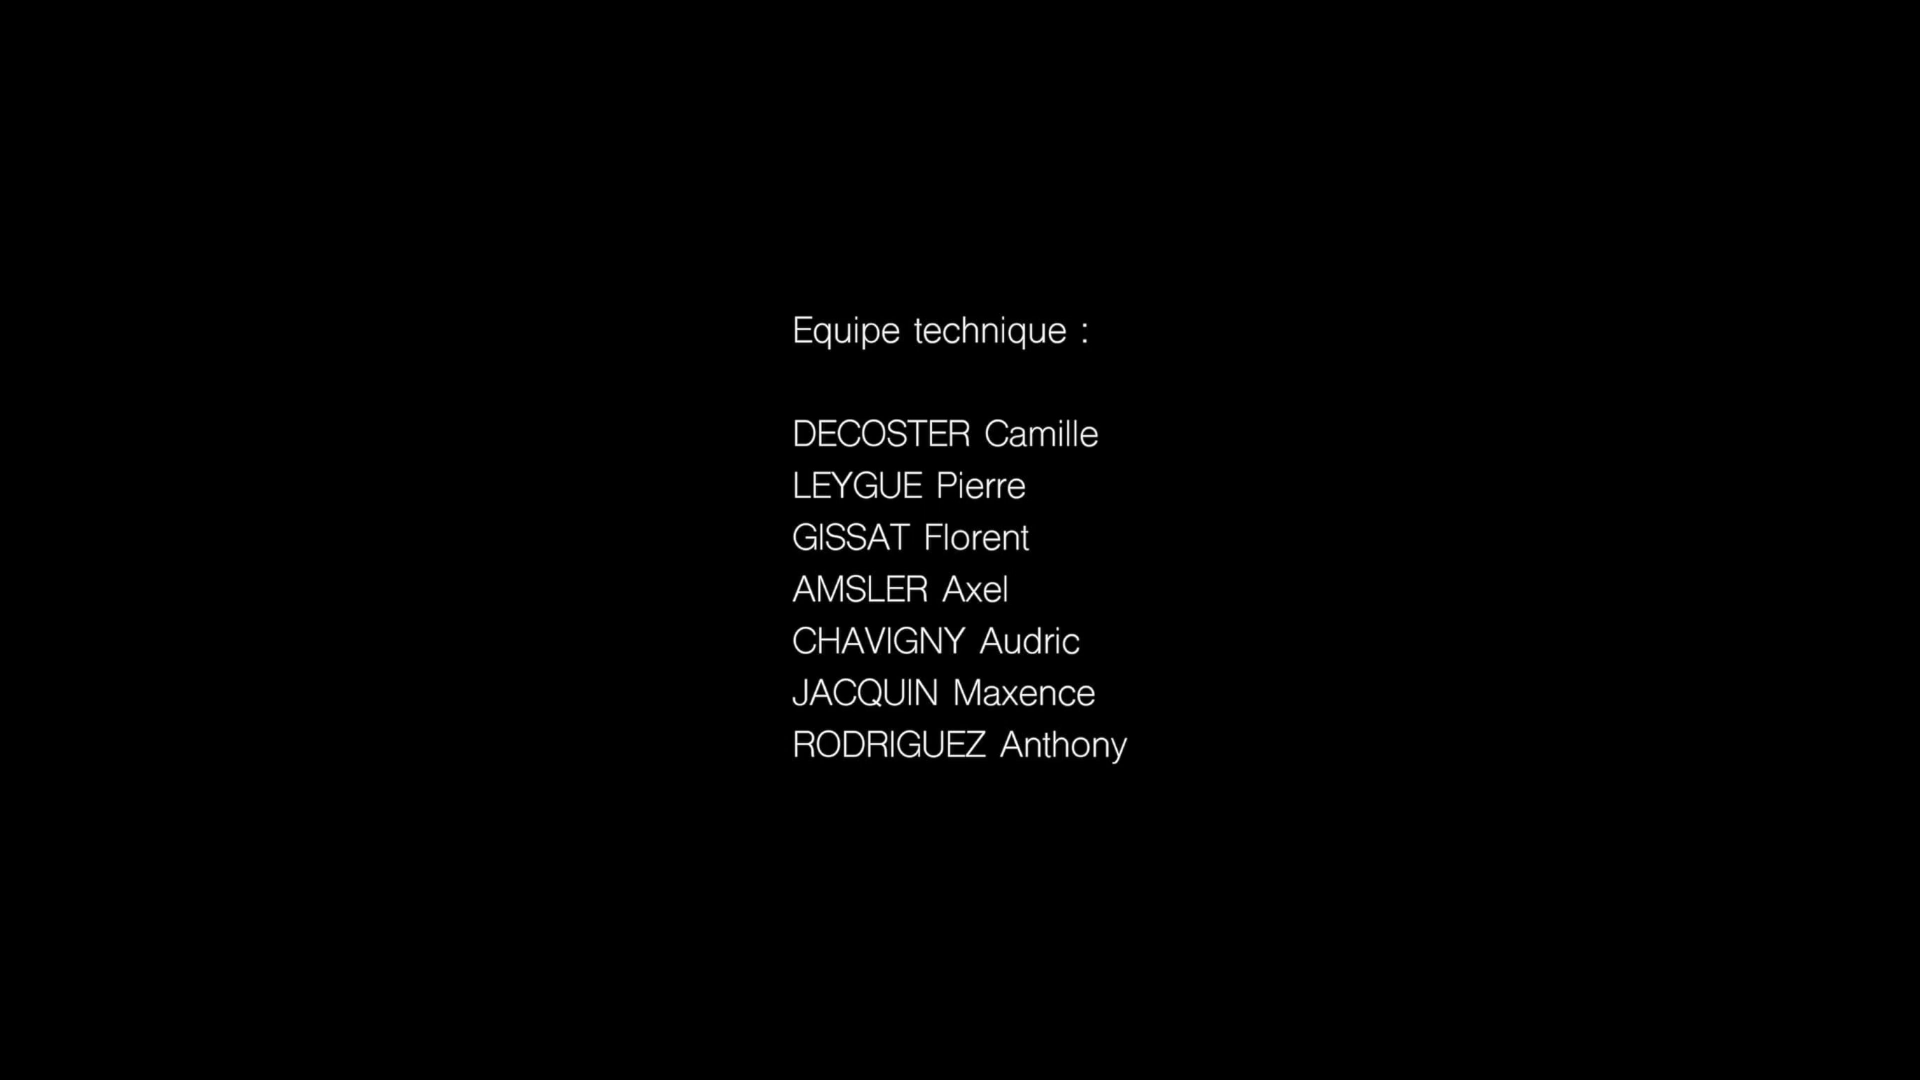 Equipe technique :
DECOSTER Camille
LEYGUE Pierre
GISSAT Florent
AMSLER Axel
CHAVIGNY Audric
JACQUIN Maxence
RODRIGUEZ Anthony